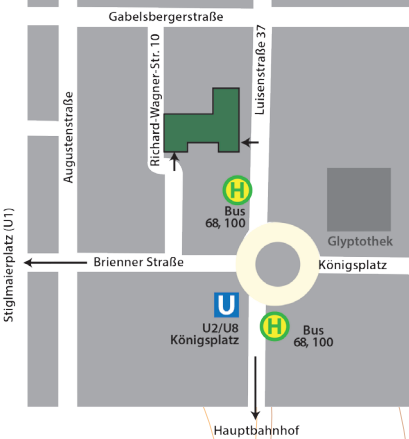 Gabelsbergerstraße
Richard-Wagner-Str. 10
Luisenstraße 37
Augustenstraße
H
Bus
68, 100
Glyptothek
Stiglmaierplatz (U1)
Brienner Straße
Königsplatz
U
U2/U8
Königsplatz
H
Bus
68, 100
Hauptbahnhof